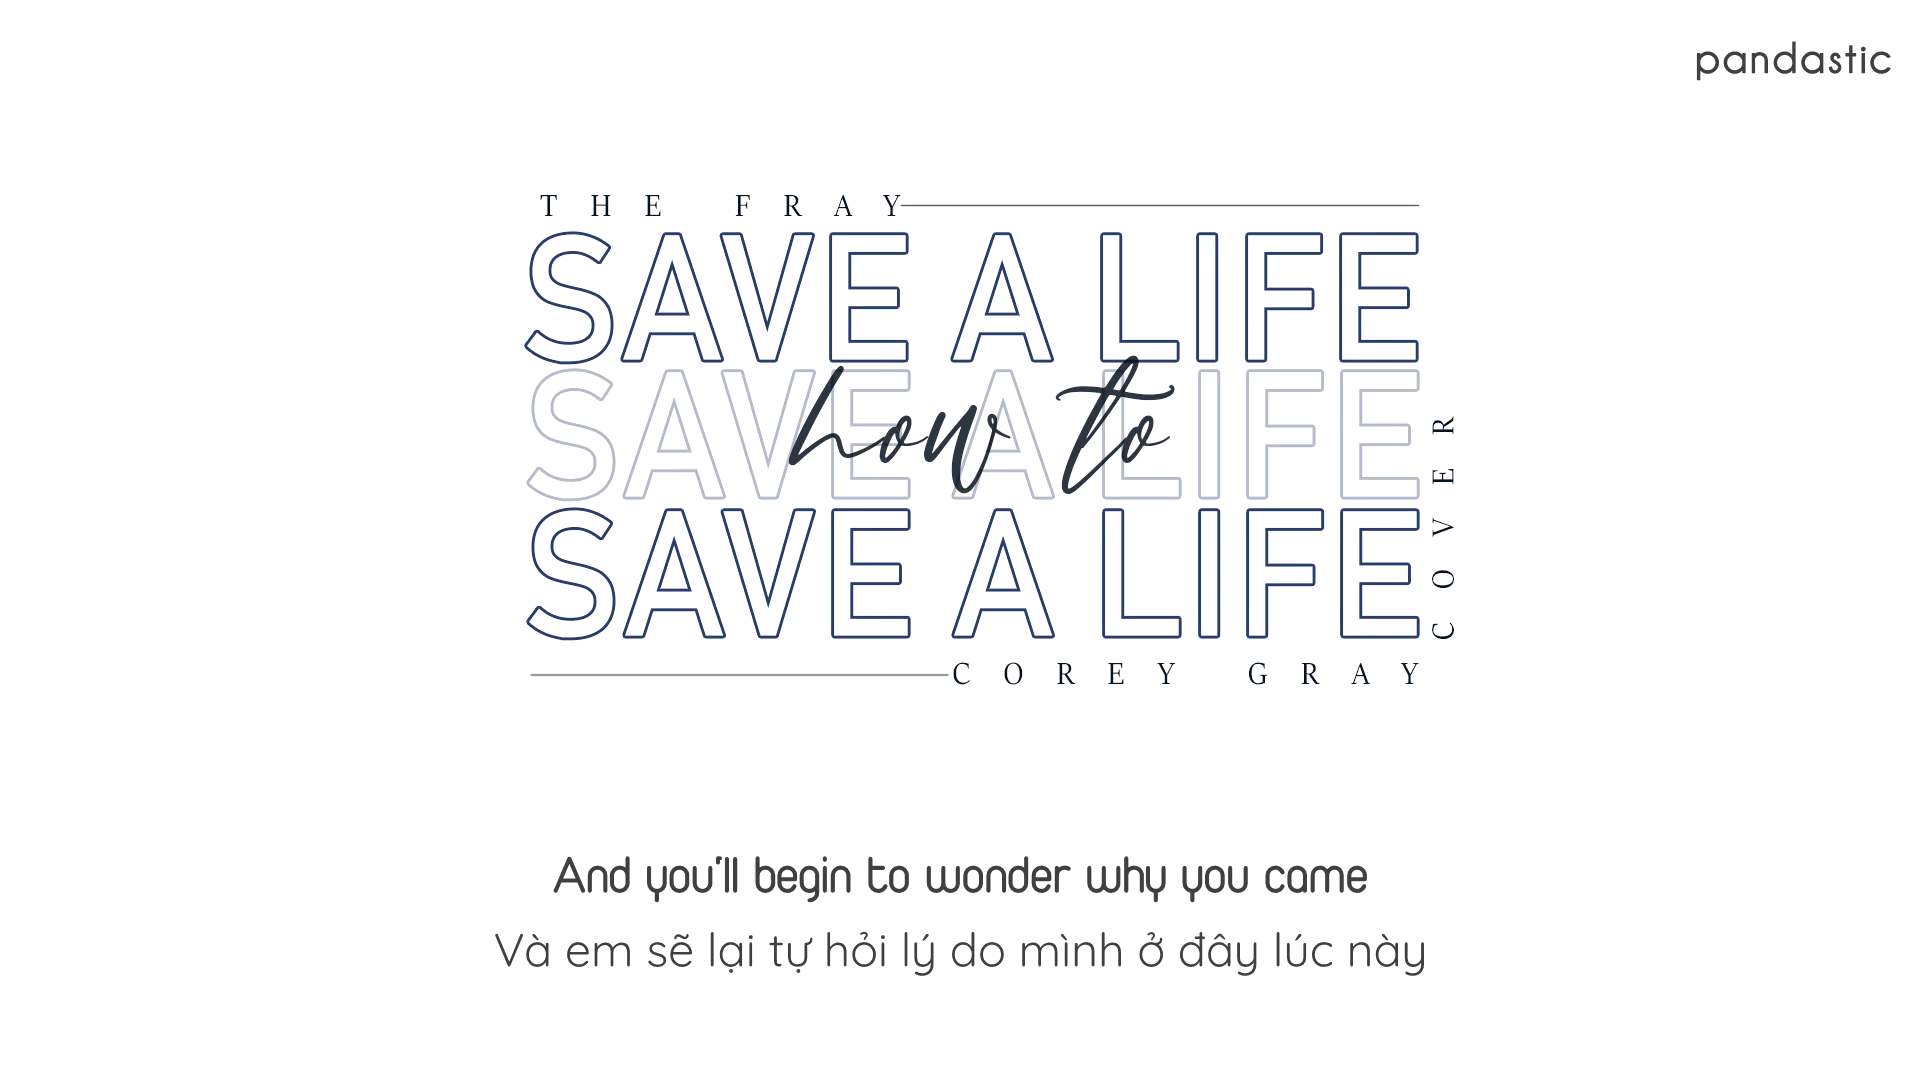 pandastic
THE FRAY
SAVE A LIFE
SAVE A LIFE
how to
SAVE A LIFE
COREY GRAY
COVER
And you'll begin to wonder why you came
Và em sẽ lại tự hỏi lý do mình ở đây lúc này